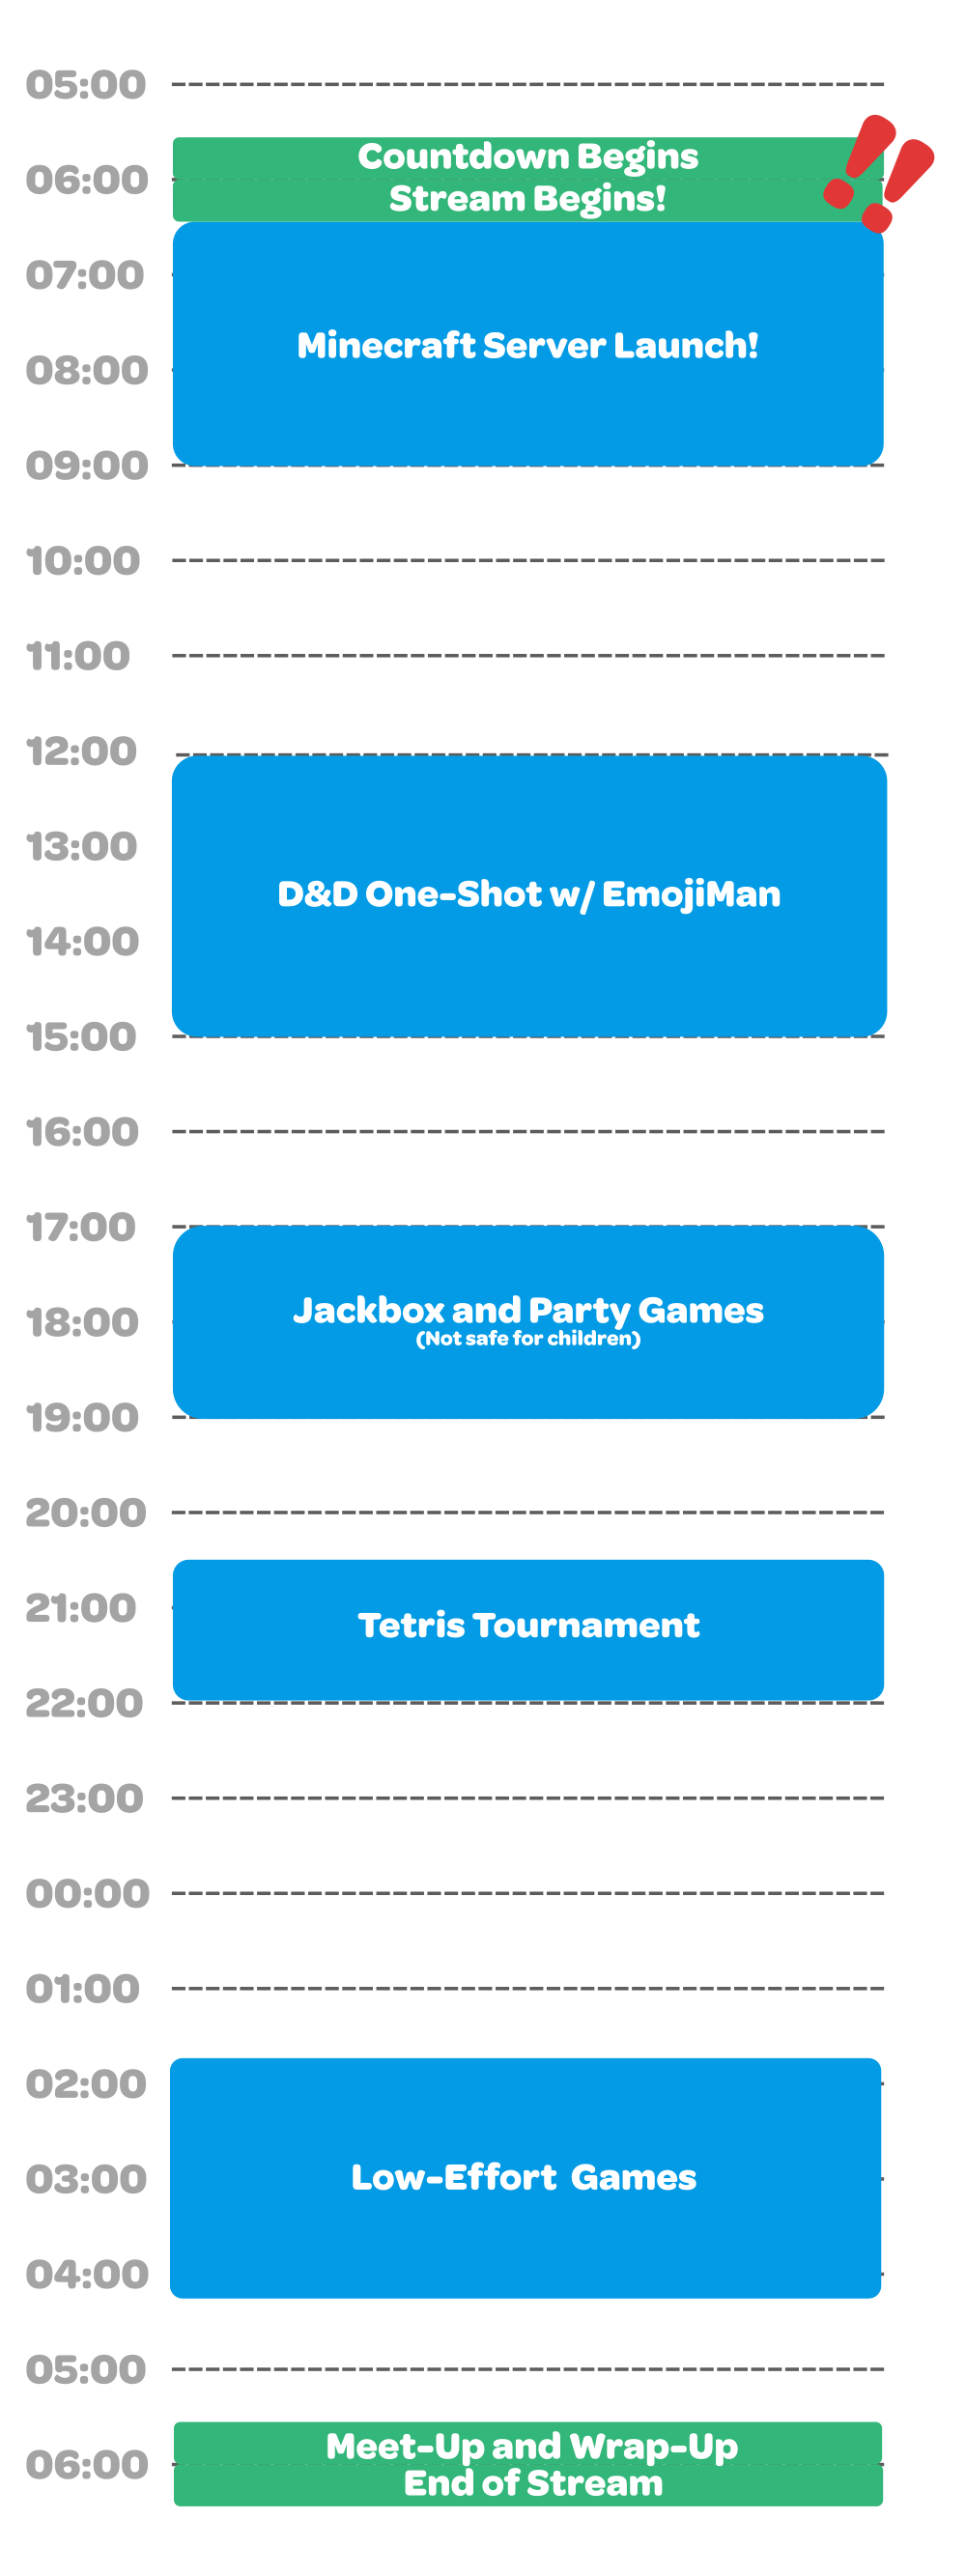 05:00
Countdown Begins
06:00
Stream Begins!
07:00
Minecraft Server Launch!
08:00
09:00
10:00
11:00
12:00
13:00
D&D One-Shot w/ EmojiMan
14:00
15:00
16:00
17:00
Jackbox and Party Games
18:00
(Not safe for children)
19:00
20:00
21:00
Tetris Tournament
22:00
23:00
00:00
01:00
02:00
03:00
Low-Effort Games
04:00
05:00
Meet-Up and Wrap-Up
06:00
End of Stream